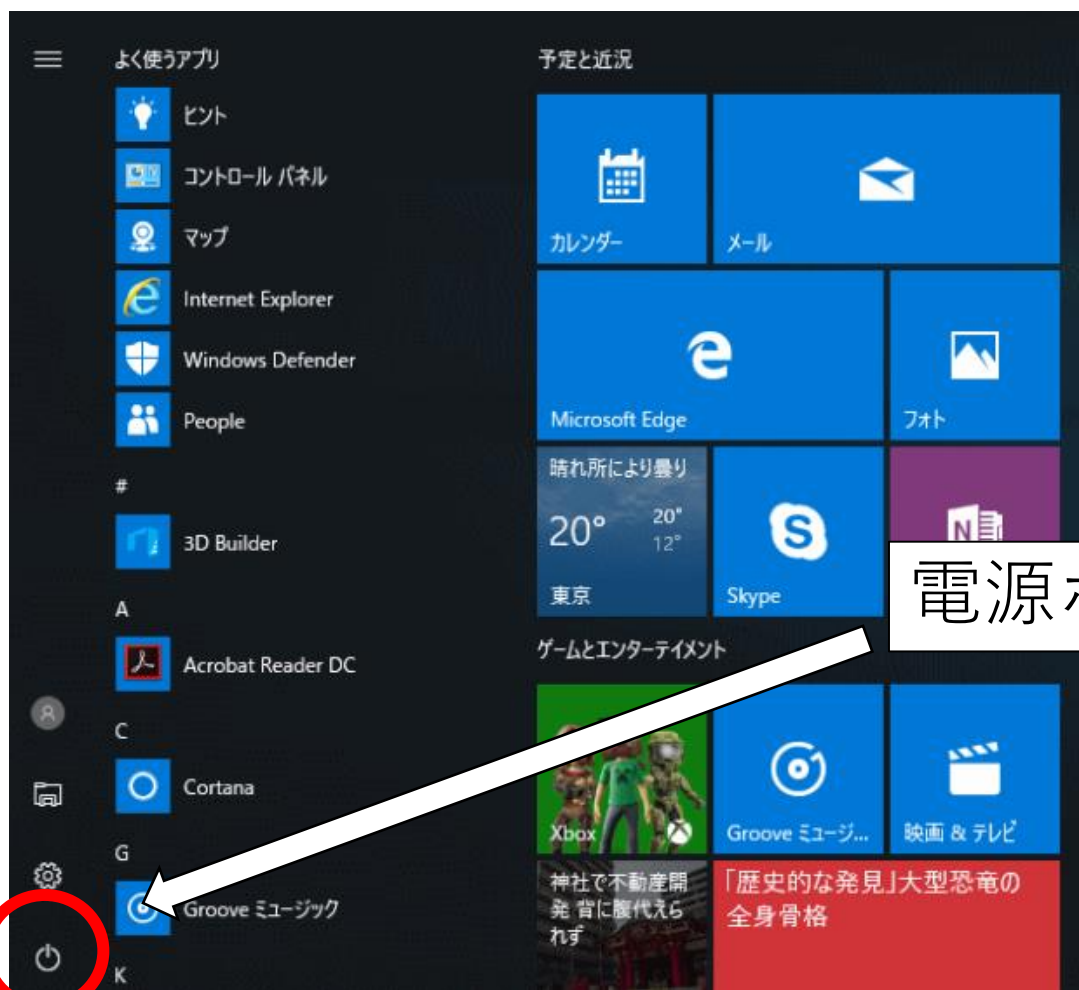 よく使うアプリ
ヒント
コントロール パネル
マップ
Internet Explorer
Windows Defender
People
#
3D Builder
A
Acrobat Reader DC
C
Cortana
G
Groove ミュージック
K
予定と近況
カレンダー
メール
Microsoft Edge
フォト
晴れ所により曇り
20°
20°
12°
東京
Skype
N
電源ボ
ゲームとエンターテイメント
Xbox
Groove ミュージ...
映画 & テレビ
神社で不動産開
発 背に腹代えら
れず
「歴史的な発見」大型恐竜の
全身骨格